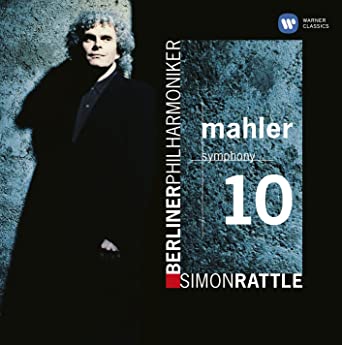 WARNER
CLASSICS
BERLINERPHILHARMONIKER
mahler
symphony
10
SIMONRATTLE